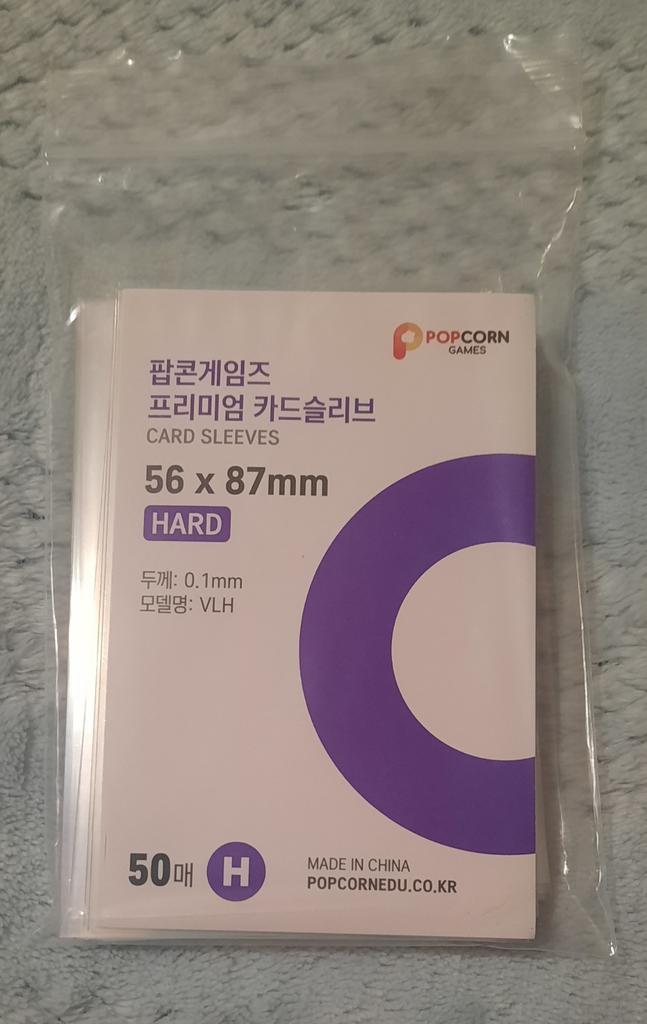 POPCORN
GAMES
팝콘게임즈
프리미엄 카드슬리브
CARD SLEEVES
56 x 87mm
HARD
두께: 0.1mm
모델명: VLH
50매 H
MADE IN CHINA
POPCORNEDU.CO.KR